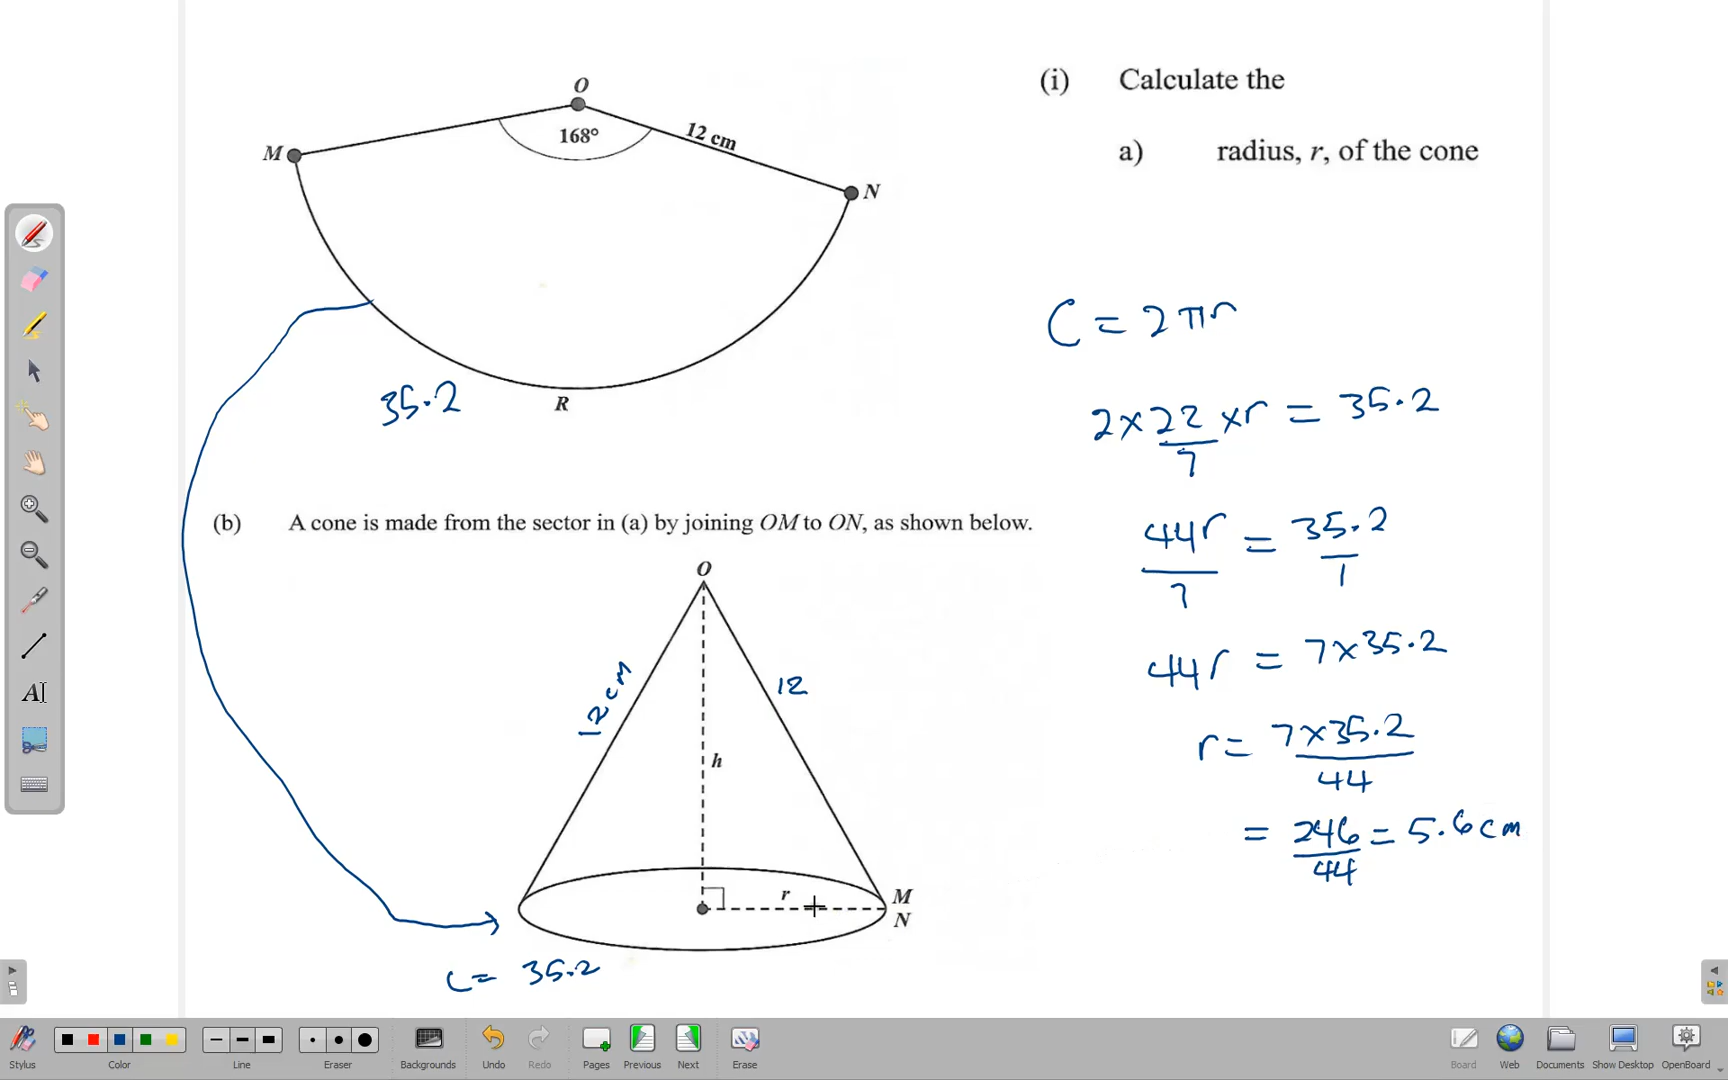 (i) Calculate the
a) radius, r, of the cone
O
168°
12 cm
M
N
R
35.2
C = 2πr
2 × 22/7 × r = 35.2
44r/7 = 35.2/1
44r = 7×35.2
r = 7×35.2/44
= 246/44 = 5.6cm
(b) A cone is made from the sector in (a) by joining OM to ON, as shown below.
O
12cm
12
h
r
M
N
C= 35.2
A
Stylus
Color
Line
Eraser
Backgrounds
Undo
Redo
Pages
Previous
Next
Erase
Board
Web
Documents
Show Desktop
OpenBoard